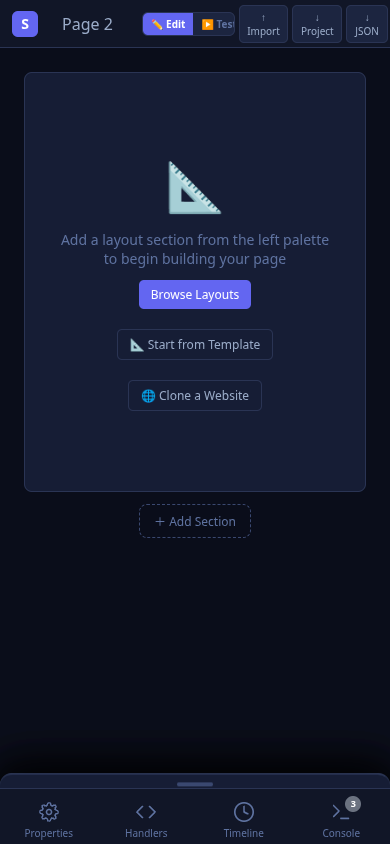 S
Page 2
Edit
Test
↑
Import
↓
Project
↓
JSON
Add a layout section from the left palette
to begin building your page
Browse Layouts
Start from Template
Clone a Website
+ Add Section
Properties
Handlers
Timeline
3
Console